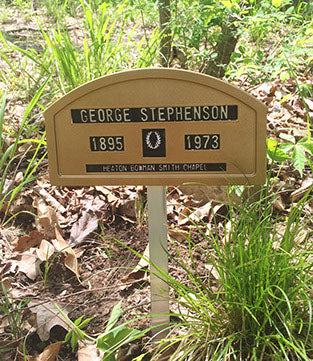 GEORGE STEPHENSON
1895 1973
HEATON BOWMAN SMITH CHAPEL